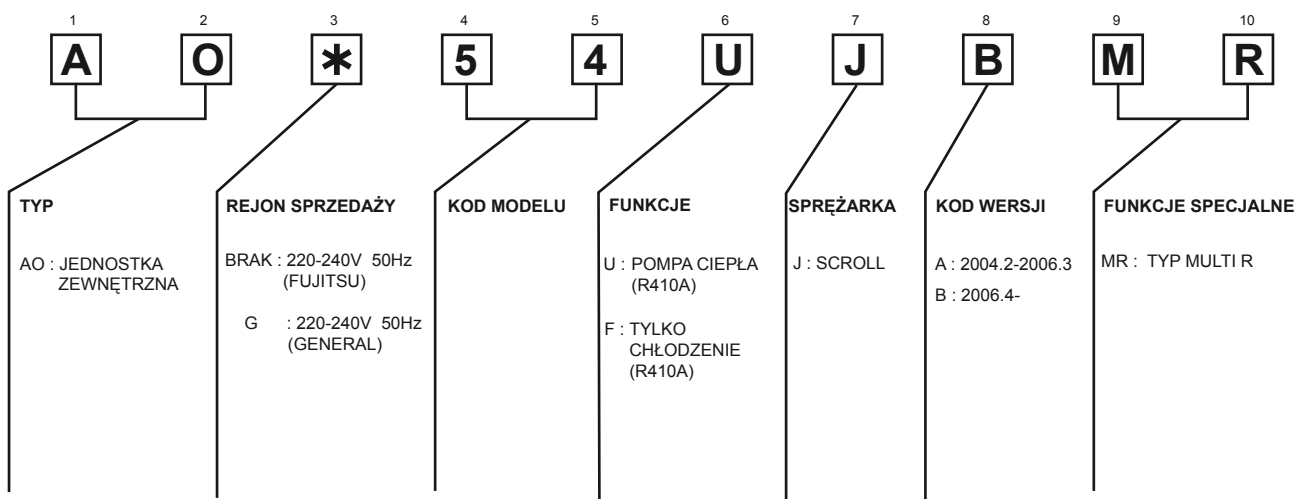 1 2 3 4 5 6 7 8 9 10
A O * 5 4 U J B M R
TYP
AO : JEDNOSTKA
ZEWNĘTRZNA
REJON SPRZEDAŻY
BRAK : 220-240V 50Hz
(FUJITSU)
G : 220-240V 50Hz
(GENERAL)
KOD MODELU
FUNKCJE
U : POMPA CIEPŁA
(R410A)
F : TYLKO
CHŁODZENIE
(R410A)
SPRĘŻARKA
J : SCROLL
KOD WERSJI
A : 2004.2-2006.3
B : 2006.4-
FUNKCJE SPECJALNE
MR : TYP MULTI R